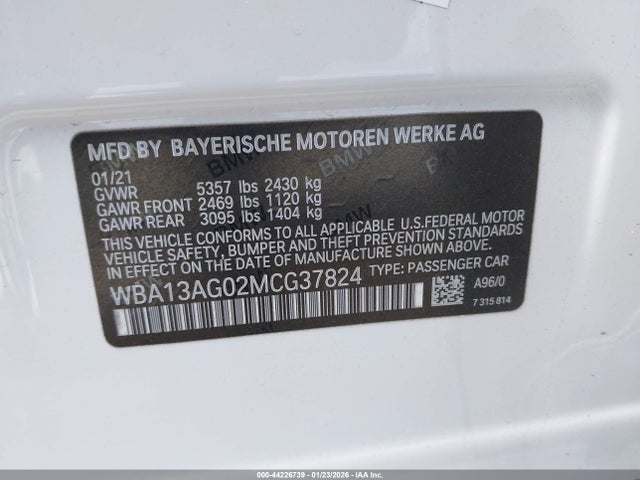 MFD BY BAYERISCHE MOTOREN WERKE AG
01/21
GVWR 5357 lbs 2430 kg
GAWR FRONT 2469 lbs 1120 kg
GAWR REAR 3095 lbs 1404 kg
THIS VEHICLE CONFORMS TO ALL APPLICABLE U.S.FEDERAL MOTOR
VEHICLE SAFETY, BUMPER AND THEFT PREVENTION STANDARDS
IN EFFECT ON THE DATE OF MANUFACTURE SHOWN ABOVE.
WBA13AG02MCG37824 TYPE: PASSENGER CAR
A96/0
7 315 814
000-44226739 - 01/23/2026 - IAA Inc.